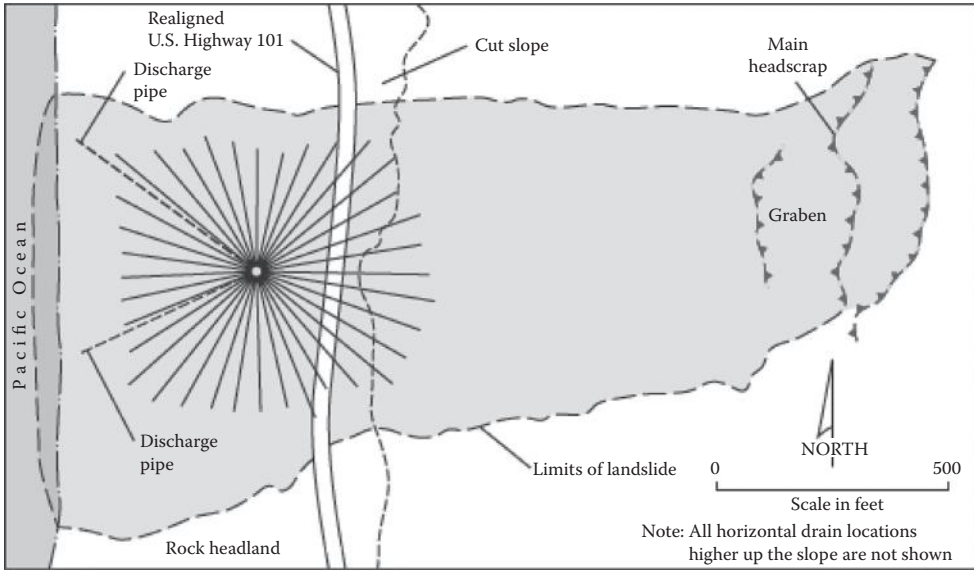 Realigned
U.S. Highway 101
Discharge
pipe
Cut slope
Main
headscrap
Graben
Pacific Ocean
Discharge
pipe
Limits of landslide
NORTH
0 500
Scale in feet
Rock headland
Note: All horizontal drain locations
higher up the slope are not shown